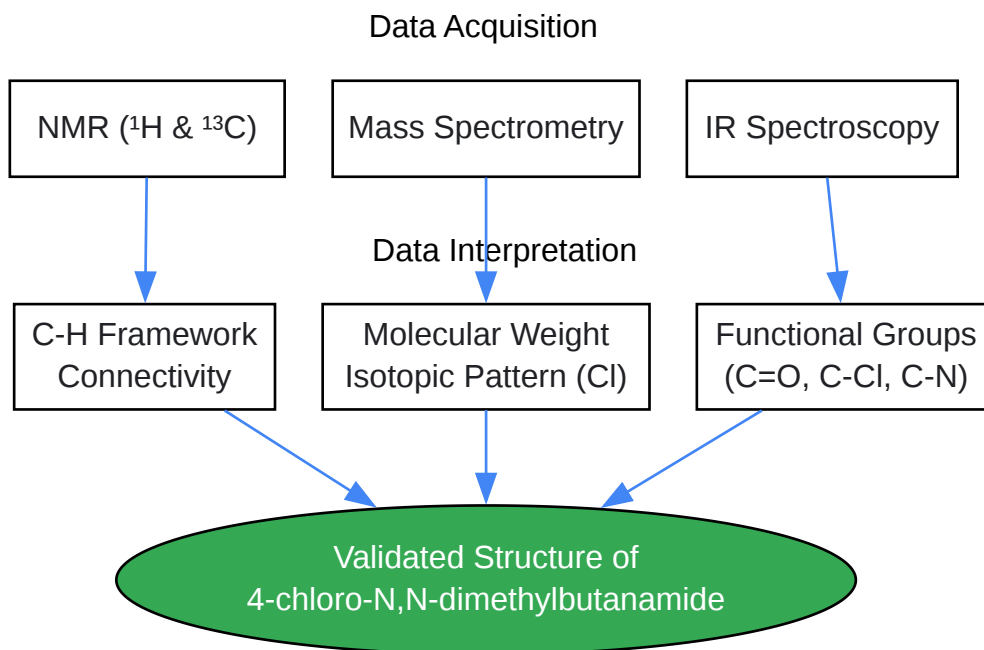 Data Acquisition
NMR (¹H & ¹³C)
Mass Spectrometry
IR Spectroscopy
Data Interpretation
C-H Framework
Connectivity
Molecular Weight
Isotopic Pattern (Cl)
Functional Groups
(C=O, C-Cl, C-N)
Validated Structure of
4-chloro-N,N-dimethylbutanamide